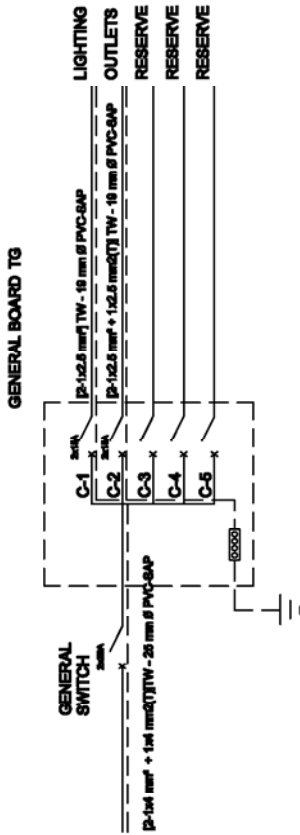 GENERAL BOARD TG
GENERAL
SWITCH
[2-1x4 mm² + 1x4 mm2(T)]TW - 25 mm Ø PVC-SAP
C-1
2x15A
[2-1x2.5 mm²] TW - 19 mm Ø PVC-SAP
LIGHTING
C-2
2x15A
[2-1x2.5 mm² + 1x2.5 mm2(T)] TW - 19 mm Ø PVC-SAP
OUTLETS
C-3
RESERVE
C-4
RESERVE
C-5
RESERVE